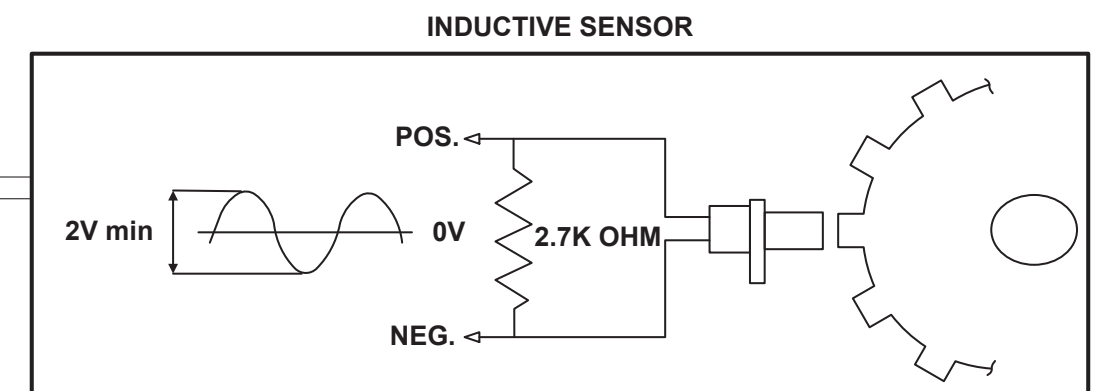 INDUCTIVE SENSOR
POS.
2V min
0V
2.7K OHM
NEG.